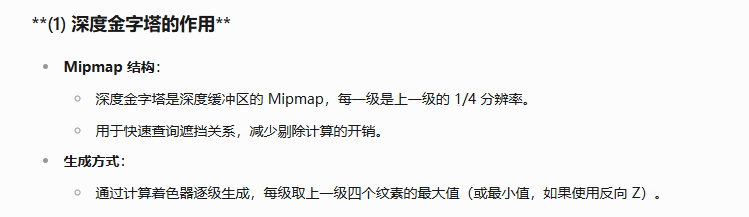 **(1) 深度金字塔的作用**
Mipmap 结构：
深度金字塔是深度缓冲区的 Mipmap，每一级是上一级的 1/4 分辨率。
用于快速查询遮挡关系，减少剔除计算的开销。
生成方式：
通过计算着色器逐级生成，每级取上一级四个纹素的最大值（或最小值，如果使用反向 Z）。